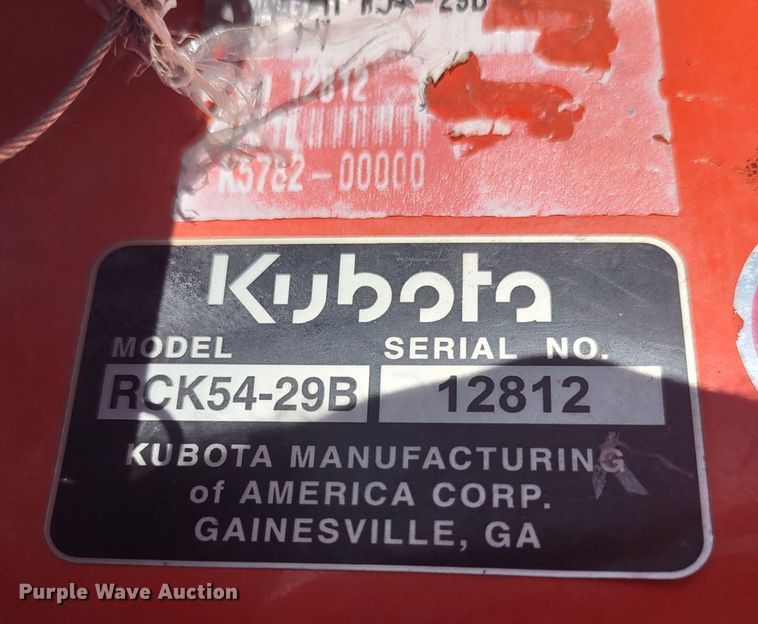 12812
K5782-00000
Kubota
MODEL SERIAL NO.
RCK54-29B 12812
KUBOTA MANUFACTURING
of AMERICA CORP.
GAINESVILLE, GA
Purple Wave Auction